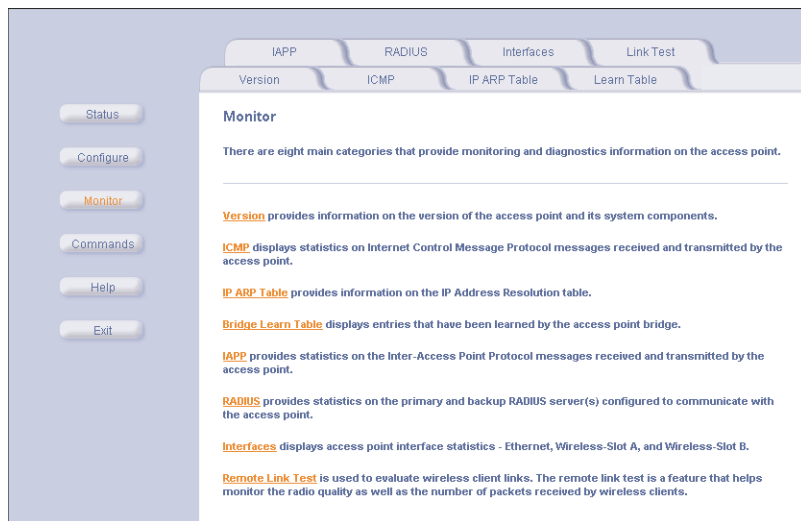 IAPP
RADIUS
Interfaces
Link Test
Version
ICMP
IP ARP Table
Learn Table
Status
Configure
Monitor
Commands
Help
Exit
Monitor
There are eight main categories that provide monitoring and diagnostics information on the access point.
Version provides information on the version of the access point and its system components.
ICMP displays statistics on Internet Control Message Protocol messages received and transmitted by the
access point.
IP ARP Table provides information on the IP Address Resolution table.
Bridge Learn Table displays entries that have been learned by the access point bridge.
IAPP provides statistics on the Inter-Access Point Protocol messages received and transmitted by the
access point.
RADIUS provides statistics on the primary and backup RADIUS server(s) configured to communicate with
the access point.
Interfaces displays access point interface statistics - Ethernet, Wireless-Slot A, and Wireless-Slot B.
Remote Link Test is used to evaluate wireless client links. The remote link test is a feature that helps
monitor the radio quality as well as the number of packets received by wireless clients.